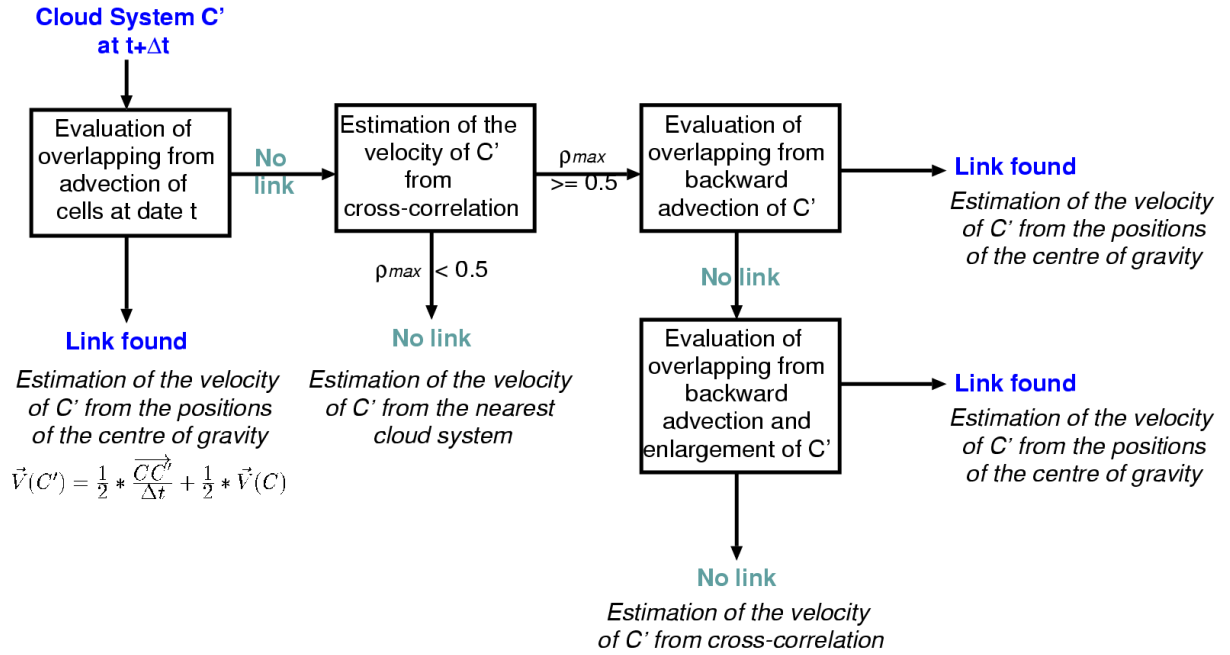 Cloud System C’
at t+Δt
Evaluation of
overlapping from
advection of
cells at date t
No
link
Estimation of the
velocity of C’
from
cross-correlation
ρmax
>= 0.5
Evaluation of
overlapping from
backward
advection of C’
Link found
Estimation of the velocity
of C’ from the positions
of the centre of gravity
ρmax < 0.5
No link
Link found
Estimation of the velocity
of C’ from the positions
of the centre of gravity
V⃗(C′) = 1/2 * CC′⃗/Δt + 1/2 * V⃗(C)
No link
Estimation of the velocity
of C’ from the nearest
cloud system
Evaluation of
overlapping from
backward
advection and
enlargement of C’
Link found
Estimation of the velocity
of C’ from the positions
of the centre of gravity
No link
Estimation of the velocity
of C’ from cross-correlation